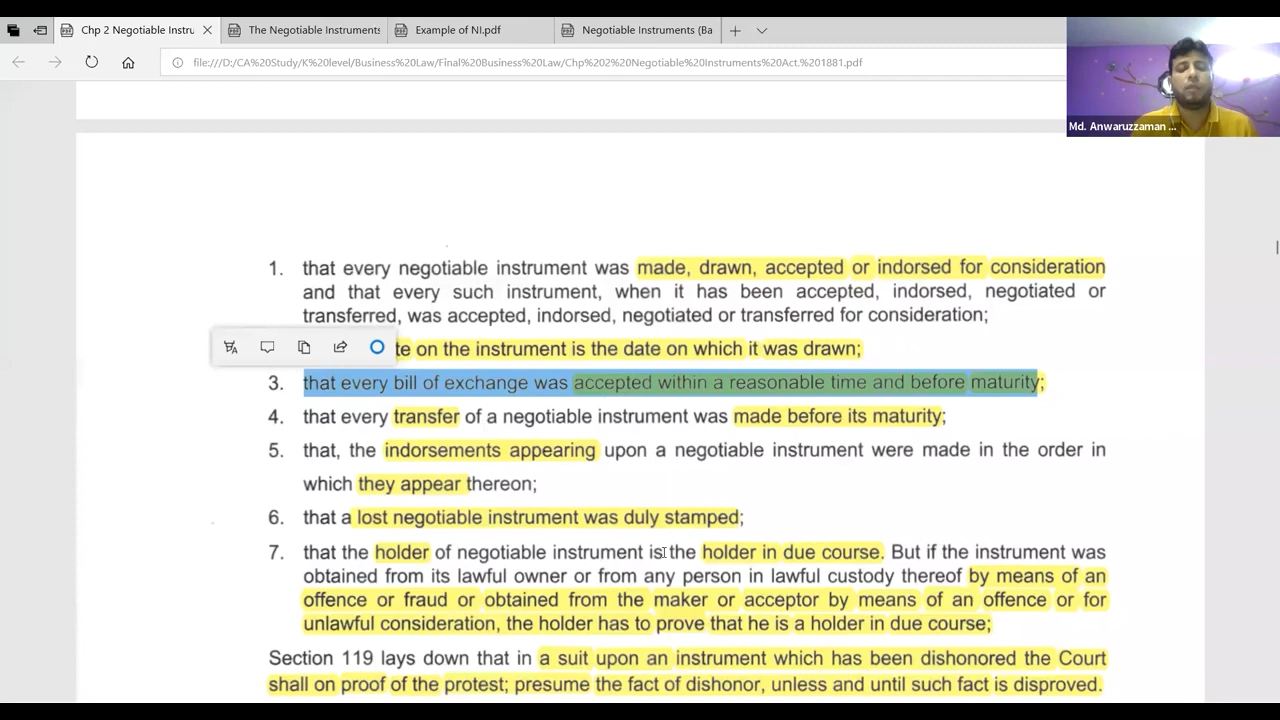 Chp 2 Negotiable Instru
The Negotiable Instruments
Example of NI.pdf
Negotiable Instruments (Ba
file:///D:/CA%20Study/K%20level/Business%20Law/Final%20Business%20Law/Chp%202%20Negotiable%20Instruments%20Act.%201881.pdf
Md. Anwaruzzaman ...
1. that every negotiable instrument was made, drawn, accepted or indorsed for consideration
and that every such instrument, when it has been accepted, indorsed, negotiated or
transferred, was accepted, indorsed, negotiated or transferred for consideration;
te on the instrument is the date on which it was drawn;
3. that every bill of exchange was accepted within a reasonable time and before maturity;
4. that every transfer of a negotiable instrument was made before its maturity;
5. that, the indorsements appearing upon a negotiable instrument were made in the order in
which they appear thereon;
6. that a lost negotiable instrument was duly stamped;
7. that the holder of negotiable instrument is the holder in due course. But if the instrument was
obtained from its lawful owner or from any person in lawful custody thereof by means of an
offence or fraud or obtained from the maker or acceptor by means of an offence or for
unlawful consideration, the holder has to prove that he is a holder in due course;
Section 119 lays down that in a suit upon an instrument which has been dishonored the Court
shall on proof of the protest; presume the fact of dishonor, unless and until such fact is disproved.